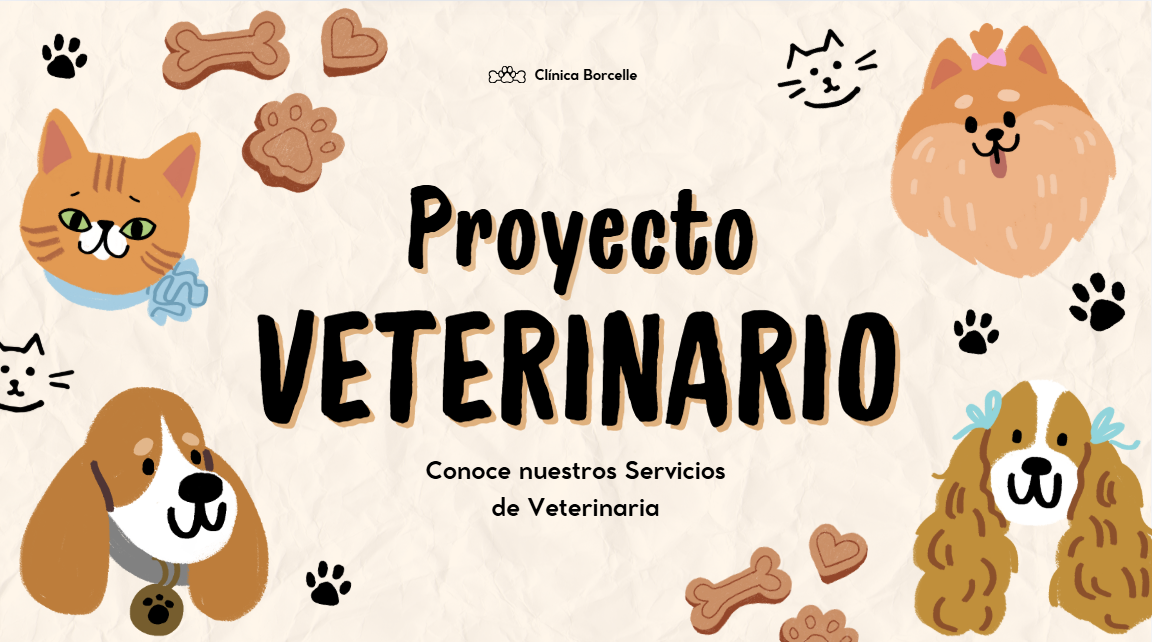 Clínica Borcelle
Proyecto
VETERINARIO
Conoce nuestros Servicios
de Veterinaria